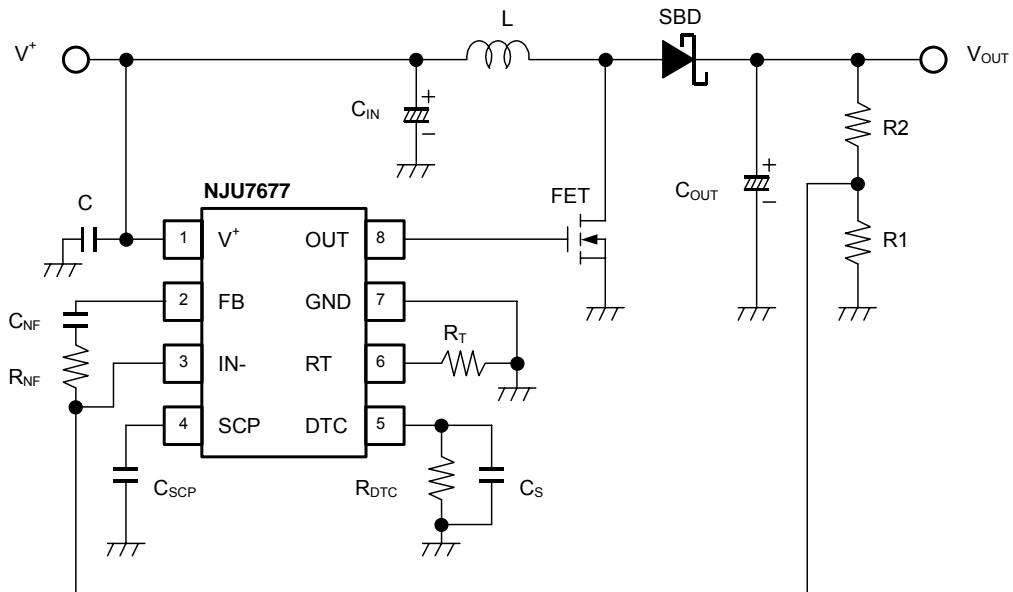 L
SBD
V+
VOUT
CIN
+
−
R2
NJU7677
FET
COUT
+
−
C
1
V+
OUT
8
R1
2
FB
GND
7
CNF
RT
3
IN-
RT
6
RNF
4
SCP
DTC
5
CSCP
RDTC
CS